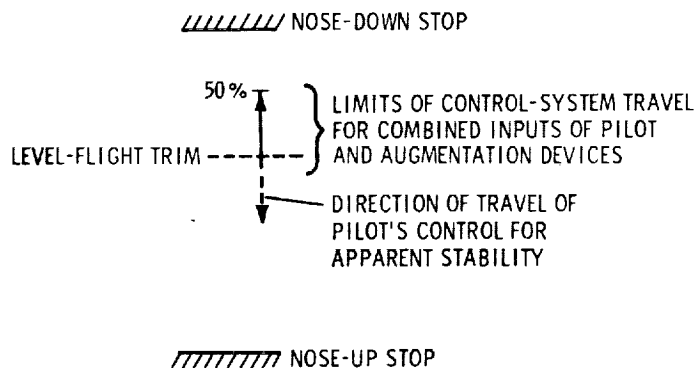 NOSE-DOWN STOP
50%
LIMITS OF CONTROL-SYSTEM TRAVEL
FOR COMBINED INPUTS OF PILOT
AND AUGMENTATION DEVICES
LEVEL-FLIGHT TRIM
DIRECTION OF TRAVEL OF
PILOT'S CONTROL FOR
APPARENT STABILITY
NOSE-UP STOP